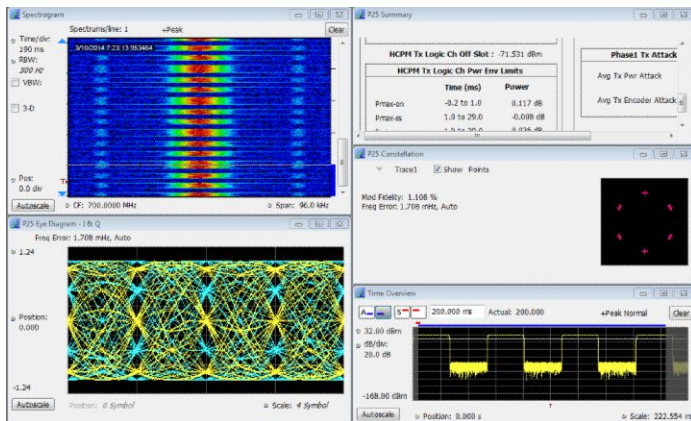 Spectrogram
Time/div:
190 ms
RBW:
300 Hz
VBW:
3-D
Pos:
0.0 div
Autoscale
Spectrums/line: 1
+Peak
Clear
3/10/2014 7:23:13.953464
CF: 700.0000 MHz
Span: 96.0 kHz
P25 Summary
HCPM Tx Logic Ch Off Slot : -71.531 dBm
HCPM Tx Logic Ch Pwr Env Limits
Time (ms)
Power
Pmax-on
-0.2 to 1.0
0.117 dB
Pmax-ss
1.0 to 29.0
-0.008 dB
Phase1 Tx Attack
Avg Tx Pwr Attack
Avg Tx Encoder Attack
P25 Constellation
Trace1
Show Points
Mod Fidelity: 1.106 %
Freq Error: 1.708 mHz, Auto
P25 Eye Diagram - I & Q
Freq Error: 1.708 mHz, Auto
1.24
Position:
0.000
-1.24
Autoscale
Position: 0 Symbol
Scale: 4 Symbol
Time Overview
200.000 ms
Actual: 200.000
+Peak Normal
Clear
32.00 dBm
dB/div:
20.0 dB
-168.00 dBm
Autoscale
Position: 0.000 s
Scale: 222.554 m